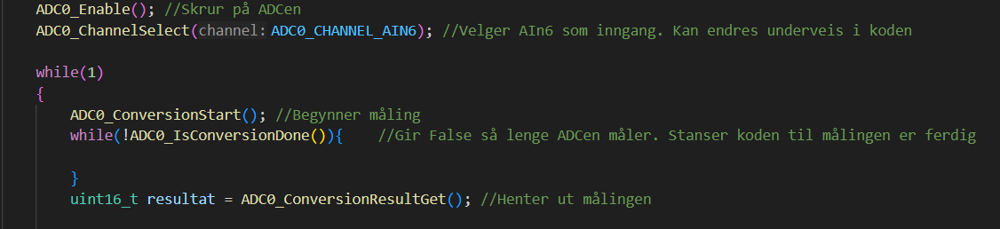 ADC0_Enable(); //Skrur på ADCen
ADC0_ChannelSelect(channel:ADC0_CHANNEL_AIN6); //Velger AIn6 som inngang. Kan endres underveis i koden
while(1)
{
ADC0_ConversionStart(); //Begynner måling
while(!ADC0_IsConversionDone()){ //Gir False så lenge ADCen måler. Stanser koden til målingen er ferdig
}
uint16_t resultat = ADC0_ConversionResultGet(); //Henter ut målingen